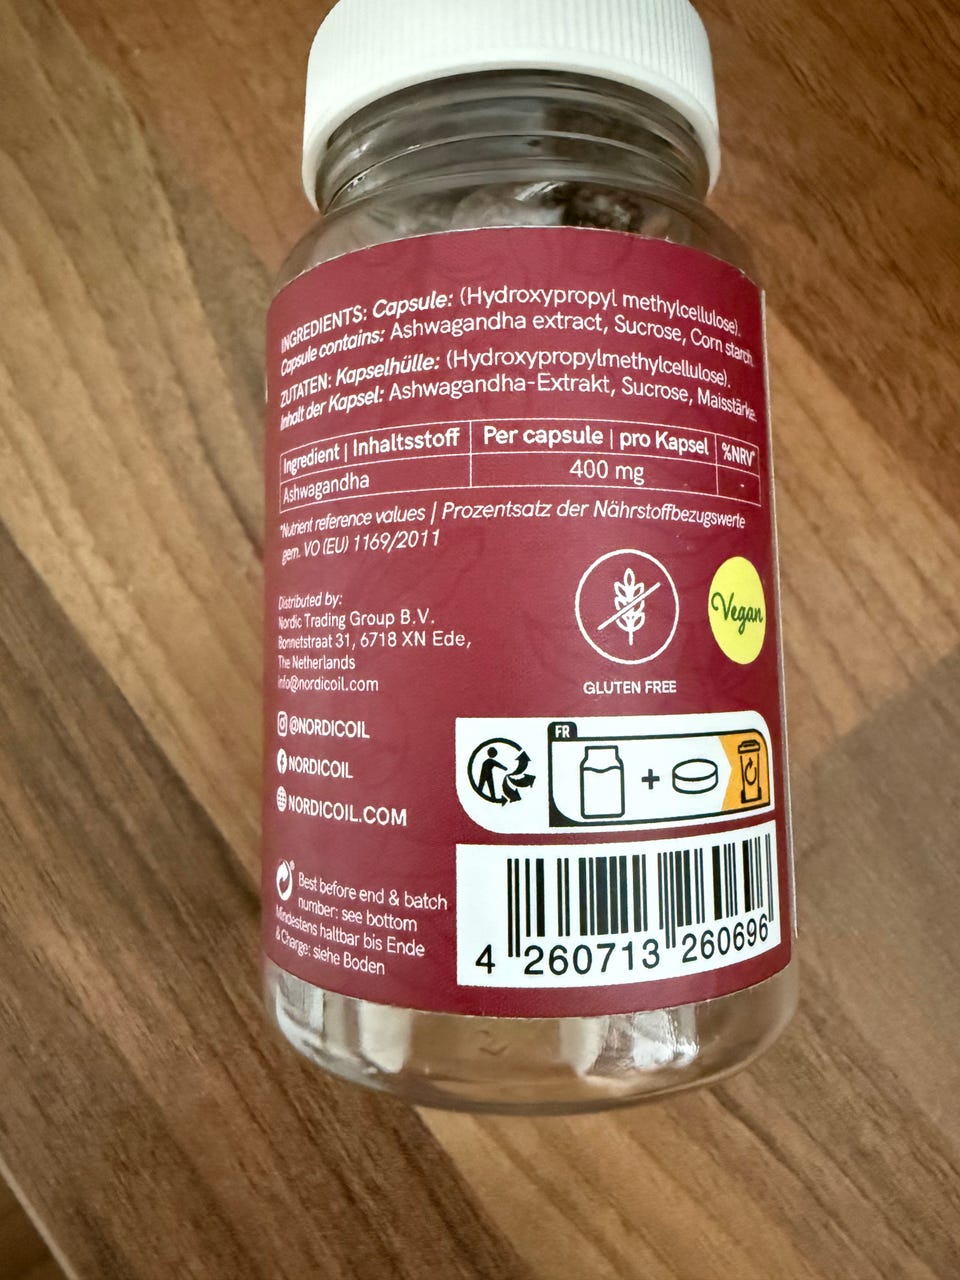 INGREDIENTS: Capsule: (Hydroxypropyl methylcellulose).
Capsule contains: Ashwagandha extract, Sucrose, Corn starch.
ZUTATEN: Kapselhülle: (Hydroxypropylmethylcellulose).
Inhalt der Kapsel: Ashwagandha-Extrakt, Sucrose, Maisstärke.
Ingredient | Inhaltsstoff Per capsule | pro Kapsel %NRV*
Ashwagandha 400 mg -
*Nutrient reference values | Prozentsatz der Nährstoffbezugswerte
gem. VO (EU) 1169/2011
Distributed by:
Nordic Trading Group B.V.
Bonnetstraat 31, 6718 XN Ede,
The Netherlands
info@nordicoil.com
GLUTEN FREE
Vegan
@NORDICOIL
NORDICOIL
NORDICOIL.COM
FR
+
Best before end & batch
number: see bottom
Mindestens haltbar bis Ende
& Charge: siehe Boden
4 260713 260696